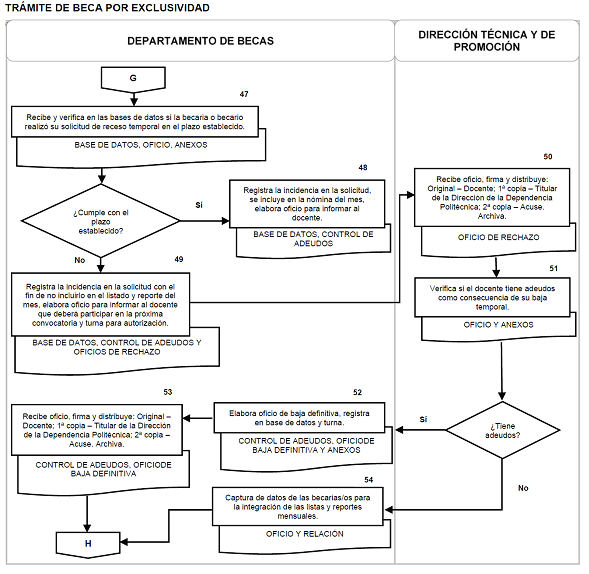 TRÁMITE DE BECA POR EXCLUSIVIDAD
DEPARTAMENTO DE BECAS
DIRECCIÓN TÉCNICA Y DE
PROMOCIÓN
G
47
Recibe y verifica en las bases de datos si la becaria o becario
realizó su solicitud de receso temporal en el plazo establecido.
BASE DE DATOS, OFICIO, ANEXOS
¿Cumple con el
plazo
establecido?
Sí
No
48
Registra la incidencia en la solicitud,
se incluye en la nómina del mes,
elabora oficio para informar al
docente.
BASE DE DATOS, CONTROL DE
ADEUDOS
49
Registra la incidencia en la solicitud con el
fin de no incluirlo en el listado y reporte del
mes, elabora oficio para informar al docente
que deberá participar en la próxima
convocatoria y turna para autorización.
BASE DE DATOS, CONTROL DE ADEUDOS Y
OFICIOS DE RECHAZO
50
Recibe oficio, firma y distribuye:
Original – Docente; 1ª copia – Titular
de la Dirección de la Dependencia
Politécnica; 2ª copia – Acuse.
Archiva.
OFICIO DE RECHAZO
51
Verifica si el docente tiene adeudos
como consecuencia de su baja
temporal.
OFICIO Y ANEXOS
¿Tiene
adeudos?
Sí
No
52
Elabora oficio de baja definitiva, registra
en base de datos y turna.
CONTROL DE ADEUDOS, OFICIODE
BAJA DEFINITIVA Y ANEXOS
53
Recibe oficio, firma y distribuye: Original –
Docente; 1ª copia – Titular de la Dirección
de la Dependencia Politécnica; 2ª copia –
Acuse. Archiva.
CONTROL DE ADEUDOS, OFICIODE
BAJA DEFINITIVA
54
Captura de datos de las becarias/os para
la integración de las listas y reportes
mensuales.
OFICIO Y RELACIÓN
H